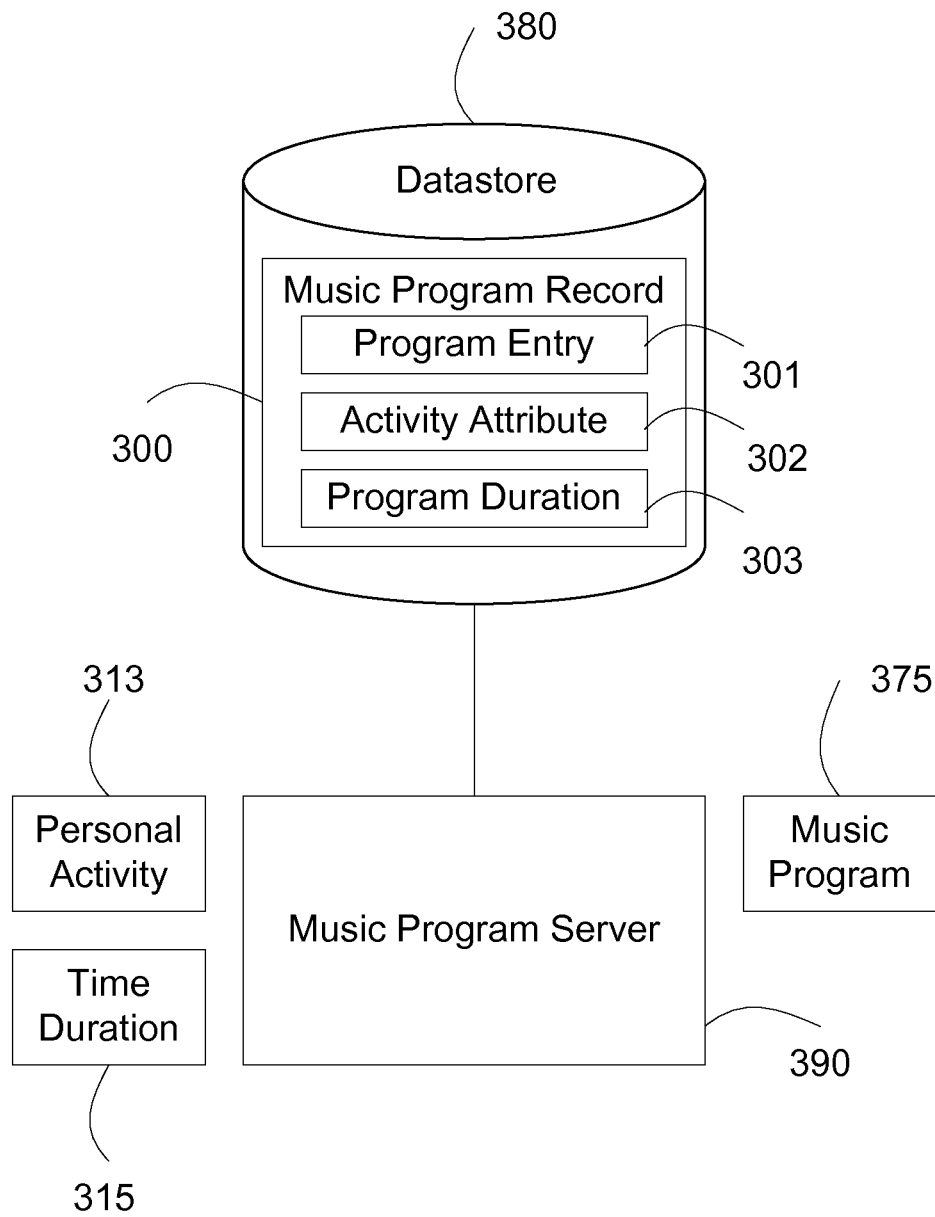 380
Datastore
Music Program Record
Program Entry
301
Activity Attribute
300
302
Program Duration
303
313
375
Personal
Activity
Music
Program
Music Program Server
Time
Duration
390
315